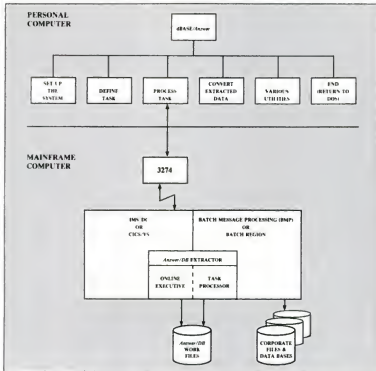 PERSONAL
COMPUTER
dBASE/Answer
SET UP
THE
SYSTEM
DEFINE
TASK
PROCESS
TASK
CONVERT
EXTRACTED
DATA
VARIOUS
UTILITIES
END
(RETURN TO
DOS)
MAINFRAME
COMPUTER
3274
IMS/DC
OR
CICS/VS
BATCH MESSAGE PROCESSING (BMP)
OR
BATCH REGION
Answer/DB EXTRACTOR
ONLINE
EXECUTIVE
TASK
PROCESSOR
Answer/DB
WORK
FILES
CORPORATE
FILES &
DATA BASES